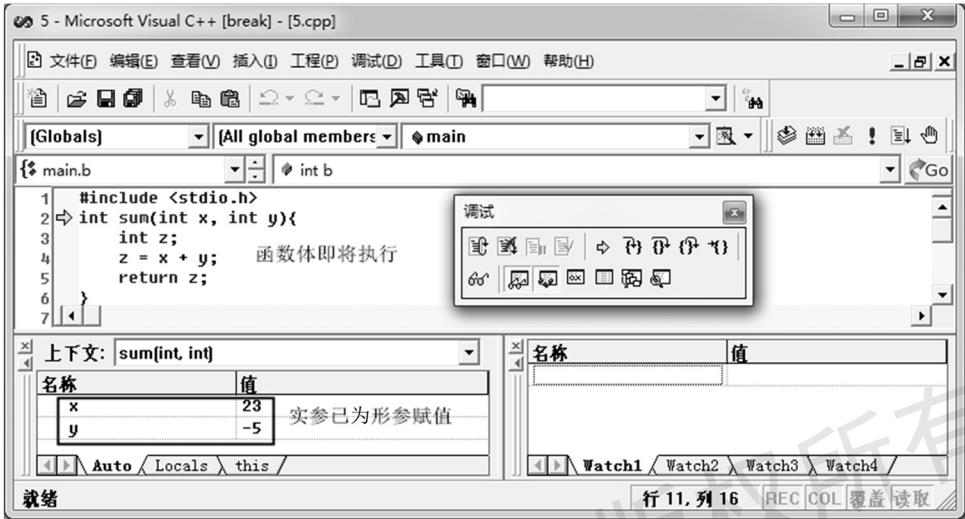 5 - Microsoft Visual C++ [break] - [5.cpp]
文件(F) 编辑(E) 查看(V) 插入(I) 工程(P) 调试(D) 工具(T) 窗口(W) 帮助(H)
(Globals) (All global members main
main.b int b Go
1 #include <stdio.h>
2 int sum(int x, int y){
3 int z;
4 z = x + y; 函数体即将执行
5 return z;
6 }
7
调试
上下文: sum(int, int)
名称 值
x 23
y -5
实参已为形参赋值
Auto Locals this
名称 值
Watch1 Watch2 Watch3 Watch4
就绪 行 11, 列 16 REC COL 覆盖 读取
版权所有